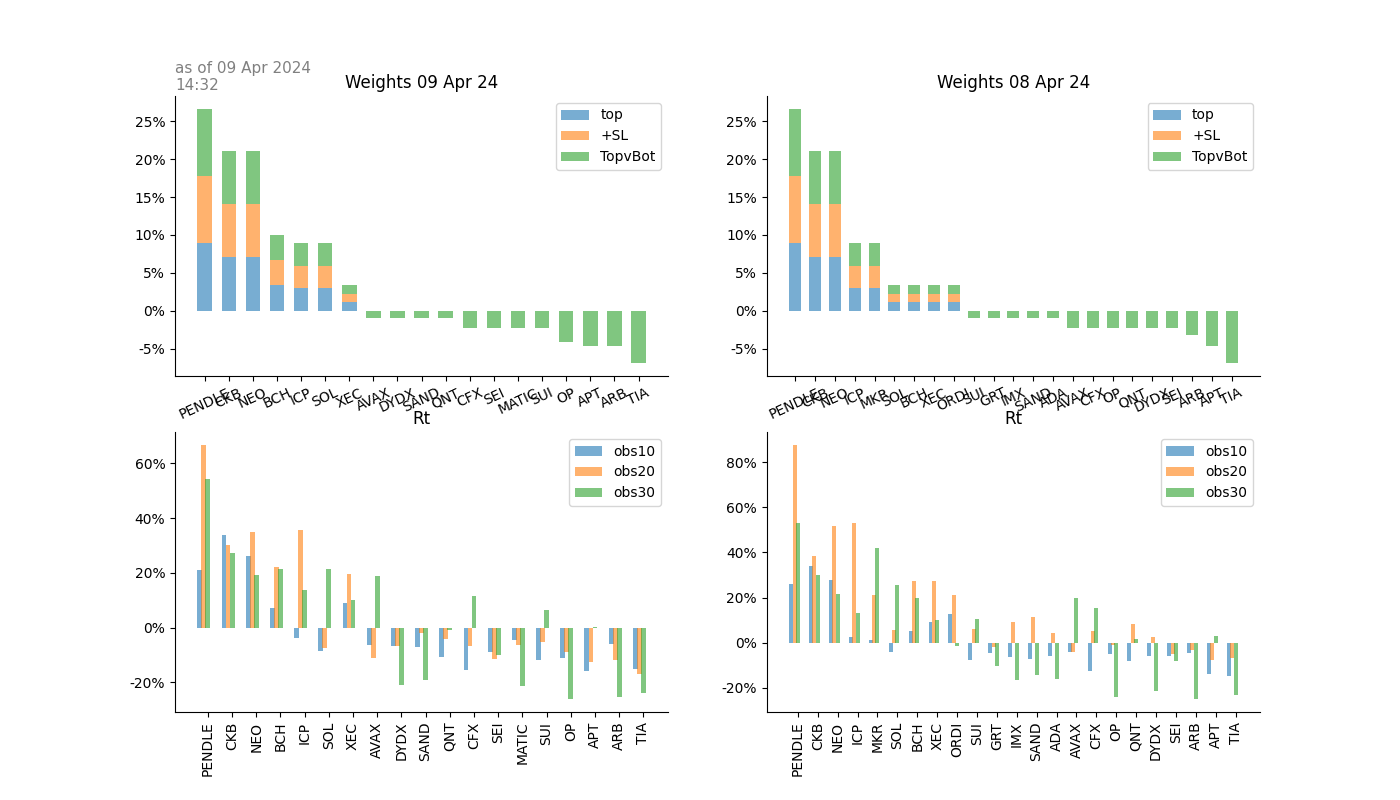 as of 09 Apr 2024
14:32
Weights 09 Apr 24
25%
20%
15%
10%
5%
0%
-5%
top
+SL
TopvBot
PENDLE CKB NEO BCH ICP SOL XEC AVAX DYDX SAND QNT CFX SEI MATIC SUI OP APT ARB TIA
Weights 08 Apr 24
25%
20%
15%
10%
5%
0%
-5%
top
+SL
TopvBot
PENDLE CKB NEO ICP MKR SOL BCH XEC ORDI SUI GRT IMX SAND ADA AVAX CFX OP QNT DYDX SEI ARB APT TIA
Rt
60%
40%
20%
0%
-20%
obs10
obs20
obs30
PENDLE CKB NEO BCH ICP SOL XEC AVAX DYDX SAND QNT CFX SEI MATIC SUI OP APT ARB TIA
Rt
80%
60%
40%
20%
0%
-20%
obs10
obs20
obs30
PENDLE CKB NEO ICP MKR SOL BCH XEC ORDI SUI GRT IMX SAND ADA AVAX CFX OP QNT DYDX SEI ARB APT TIA